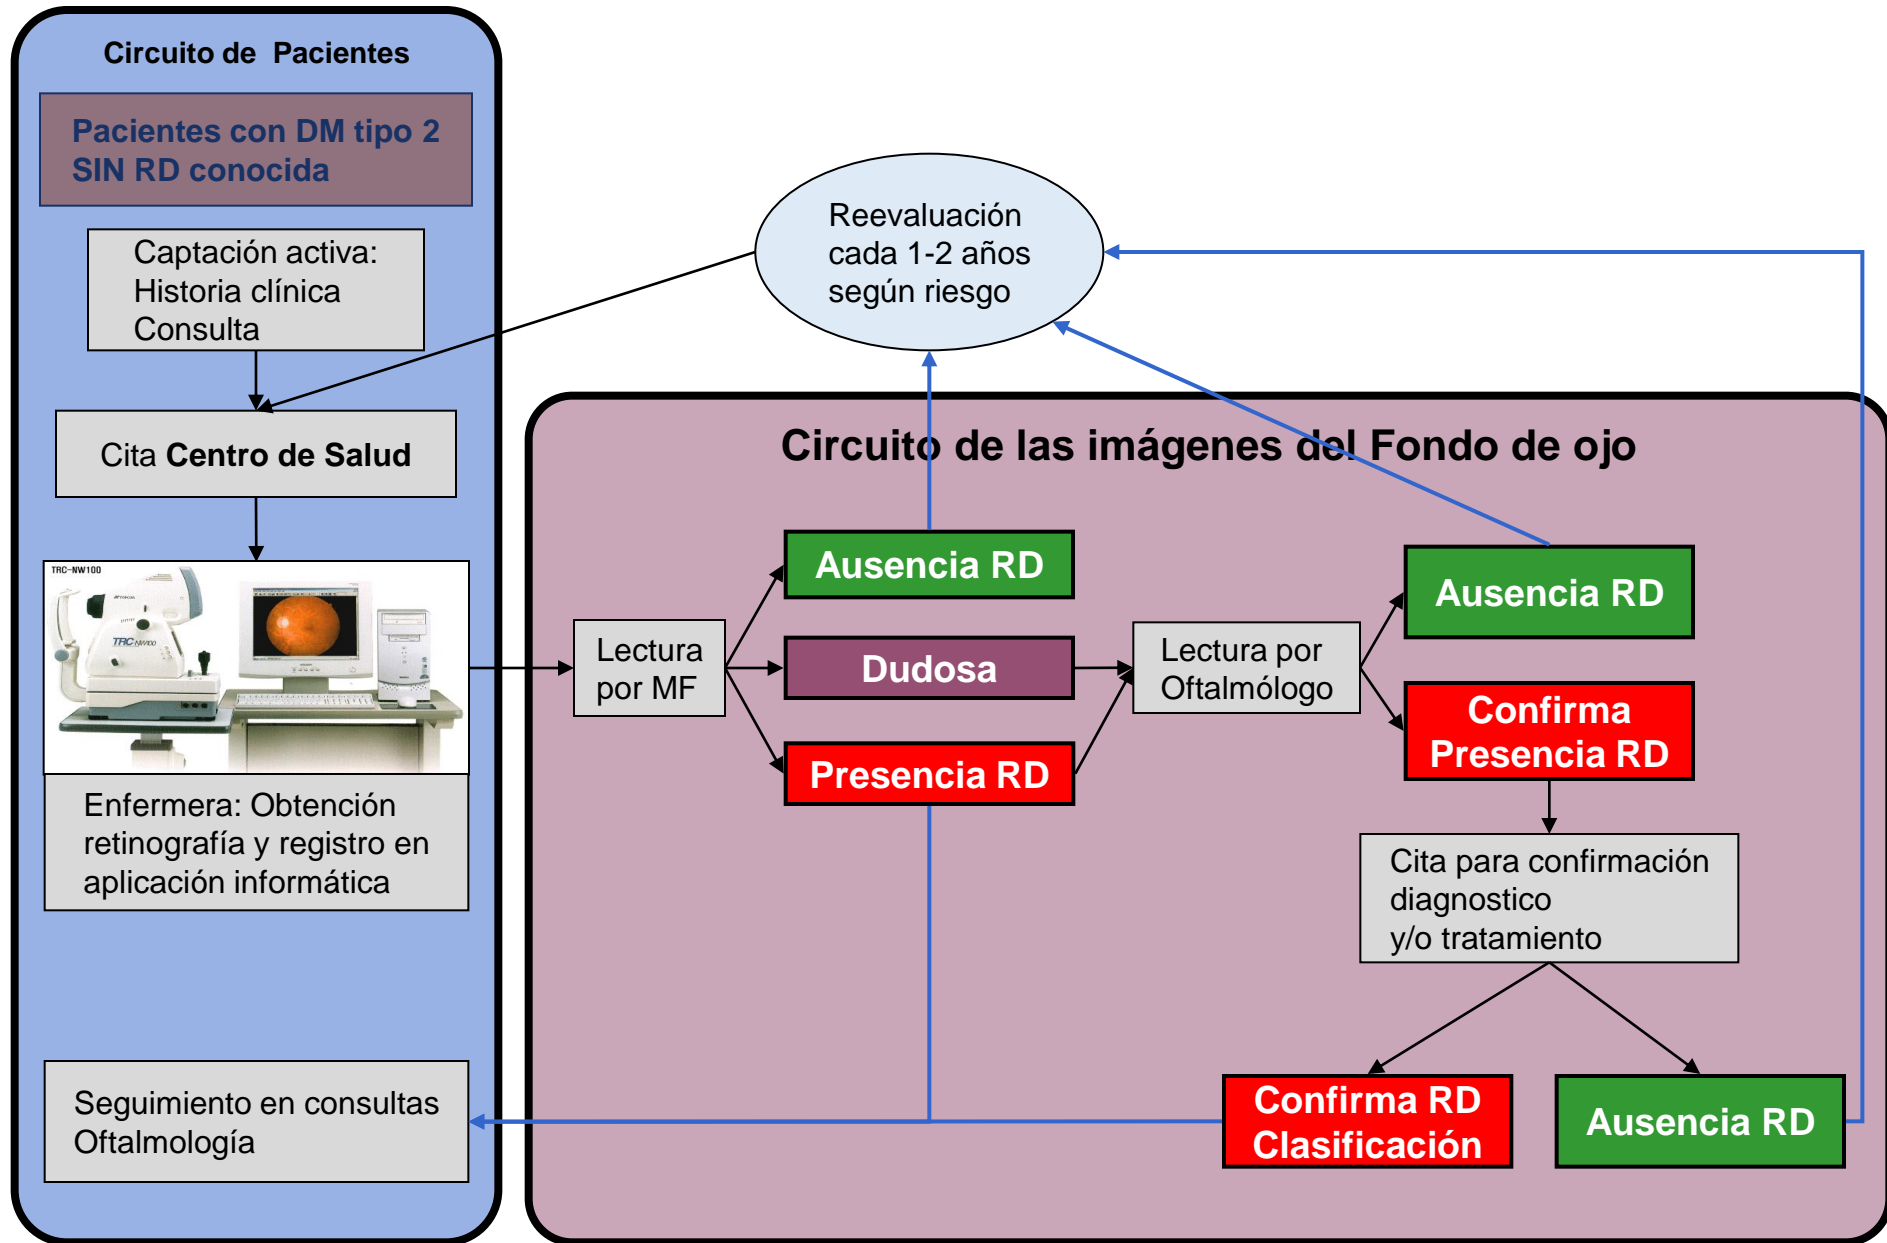 Circuito de  Pacientes
Pacientes con DM tipo 2
SIN RD conocida
Captación activa:
Historia clínica
Consulta
Cita Centro de Salud
TRC-NW100
TOPCON
TRC-NW100
Enfermera: Obtención
retinografía y registro en
aplicación informática
Seguimiento en consultas
Oftalmología
Reevaluación
cada 1-2 años
según riesgo
Circuito de las imágenes del Fondo de ojo
Lectura
por MF
Ausencia RD
Dudosa
Presencia RD
Lectura por
Oftalmólogo
Ausencia RD
Confirma
Presencia RD
Cita para confirmación
diagnostico
y/o tratamiento
Confirma RD
Clasificación
Ausencia RD